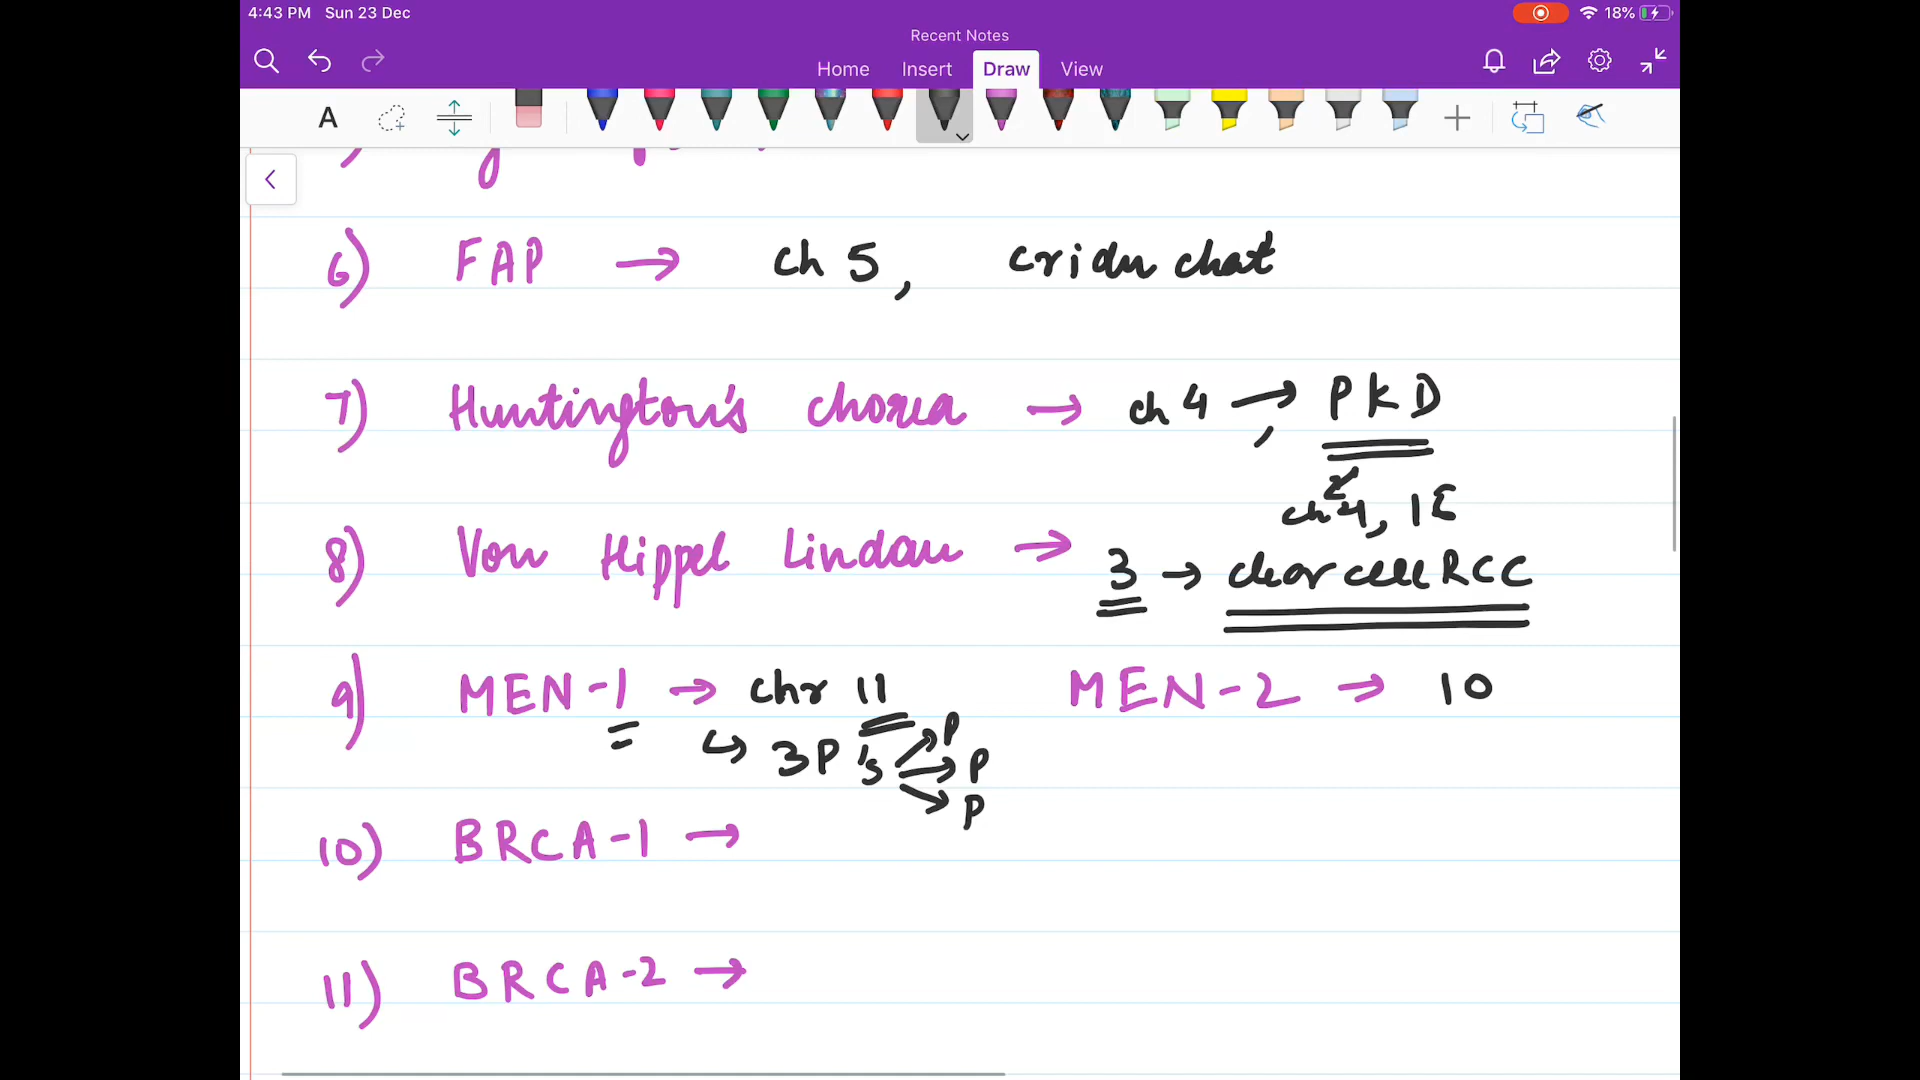 4:43 PM Sun 23 Dec
18%
Recent Notes
Home Insert Draw View
A
6) FAP → ch 5, cridu chat
7) Huntington's chorea → ch 4, → PKD
ch 4, 16
8) Von Hippel Lindau → 3 → clear cell RCC
9) MEN-1 → chr 11 MEN-2 → 10
↳ 3P's P
P
P
10) BRCA-1 →
11) BRCA-2 →